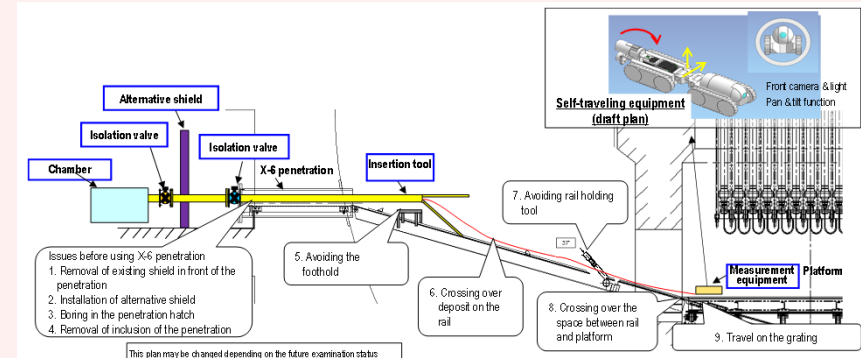 Front camera & light
Pan & tilt function
Self-traveling equipment
(draft plan)
Alternative shield
Isolation valve
Isolation valve
Chamber
X-6 penetration
Insertion tool
7. Avoiding rail holding
tool
Issues before using X-6 penetration
1. Removal of existing shield in front of the
penetration
2. Installation of alternative shield
3. Boring in the penetration hatch
4. Removal of inclusion of the penetration
5. Avoiding the
foothold
6. Crossing over
deposit on the
rail
8. Crossing over the
space between rail
and platform
Measurement
equipment
Platform
9. Travel on the grating
This plan may be changed depending on the future examination status